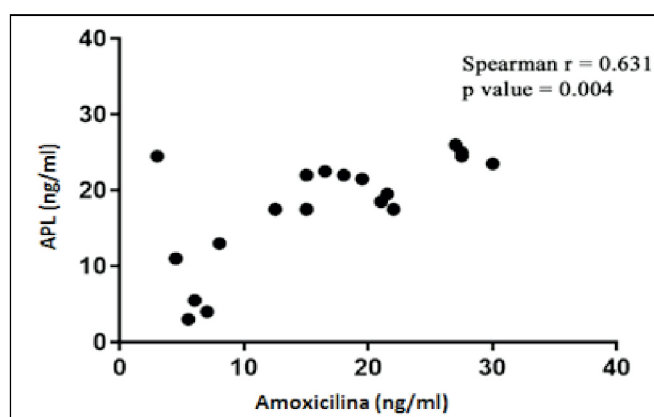 40
Spearman r = 0.631
p value = 0.004
30
APL (ng/ml)
20
10
0
0 10 20 30 40
Amoxicilina (ng/ml)